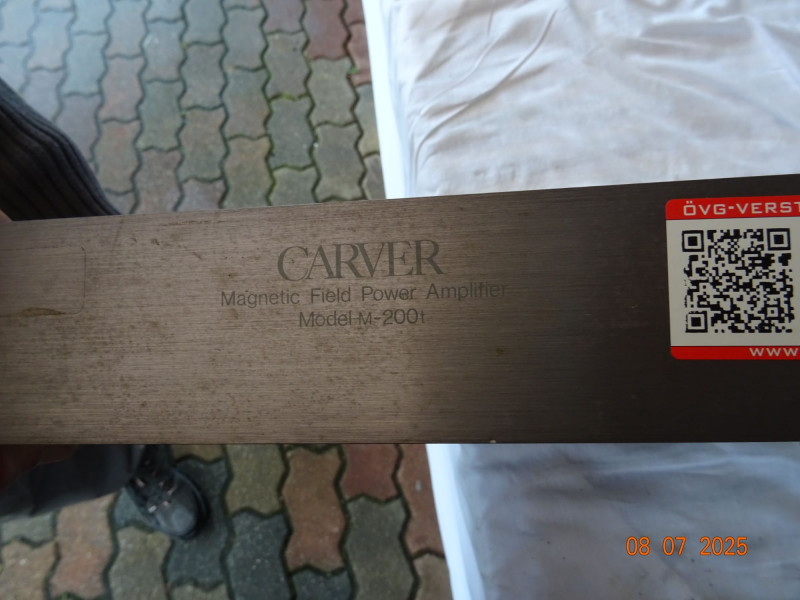 CARVER
Magnetic Field Power Amplifier
Model M-200t
ÖVG-VERST
www.
08 07 2025